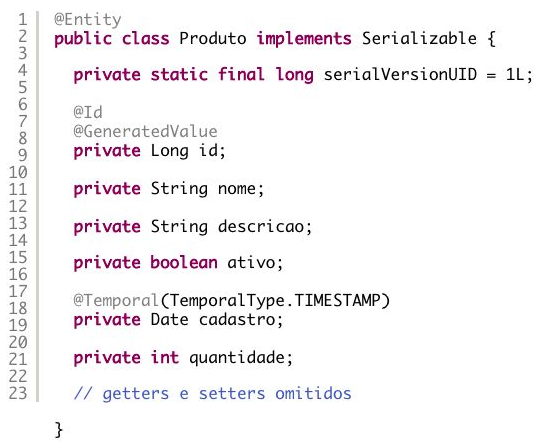 1 @Entity
2 public class Produto implements Serializable {
3
4 private static final long serialVersionUID = 1L;
5
6 @Id
7
8 @GeneratedValue
9 private Long id;
10
11 private String nome;
12
13 private String descricao;
14
15 private boolean ativo;
16
17 @Temporal(TemporalType.TIMESTAMP)
18
19 private Date cadastro;
20
21 private int quantidade;
22
23 // getters e setters omitidos
}